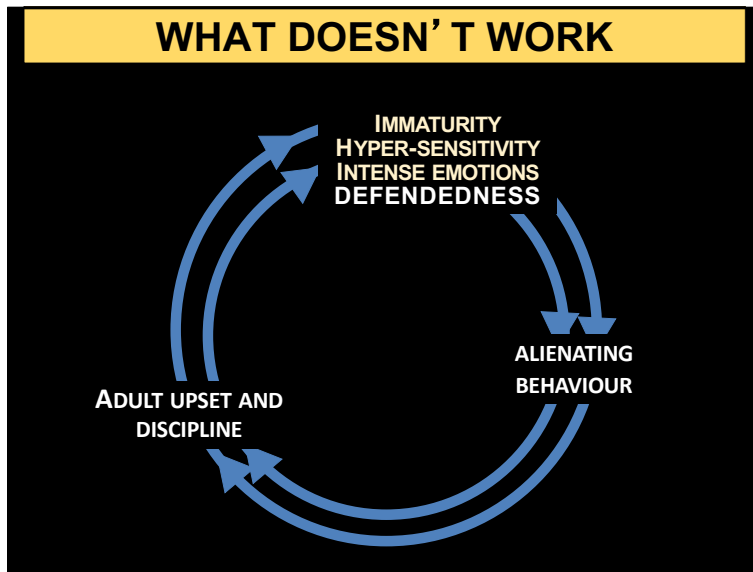 WHAT DOESN’ T WORK
IMMATURITY
HYPER-SENSITIVITY
INTENSE EMOTIONS
DEFENDEDNESS
ALIENATING
BEHAVIOUR
ADULT UPSET AND
DISCIPLINE